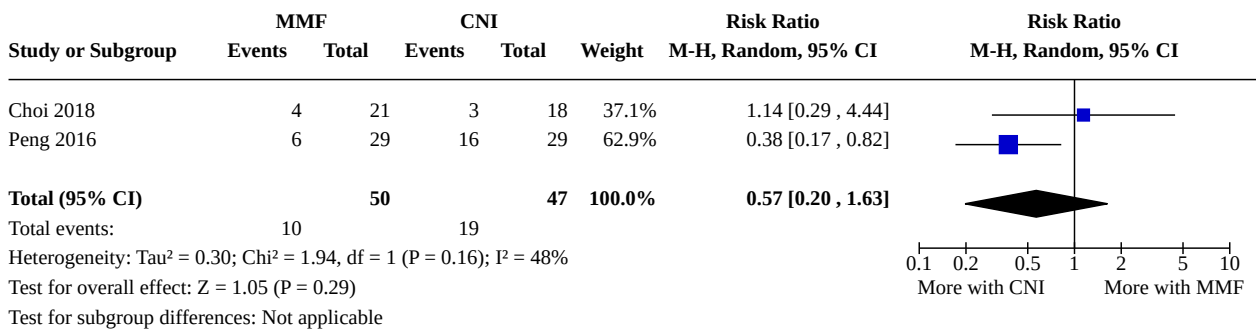 MMF CNI Risk Ratio Risk Ratio
Study or Subgroup Events Total Events Total Weight M-H, Random, 95% CI M-H, Random, 95% CI
Choi 2018 4 21 3 18 37.1% 1.14 [0.29 , 4.44]
Peng 2016 6 29 16 29 62.9% 0.38 [0.17 , 0.82]
Total (95% CI) 50 47 100.0% 0.57 [0.20 , 1.63]
Total events: 10 19
Heterogeneity: Tau² = 0.30; Chi² = 1.94, df = 1 (P = 0.16); I² = 48%
0.1 0.2 0.5 1 2 5 10
Test for overall effect: Z = 1.05 (P = 0.29) More with CNI More with MMF
Test for subgroup differences: Not applicable